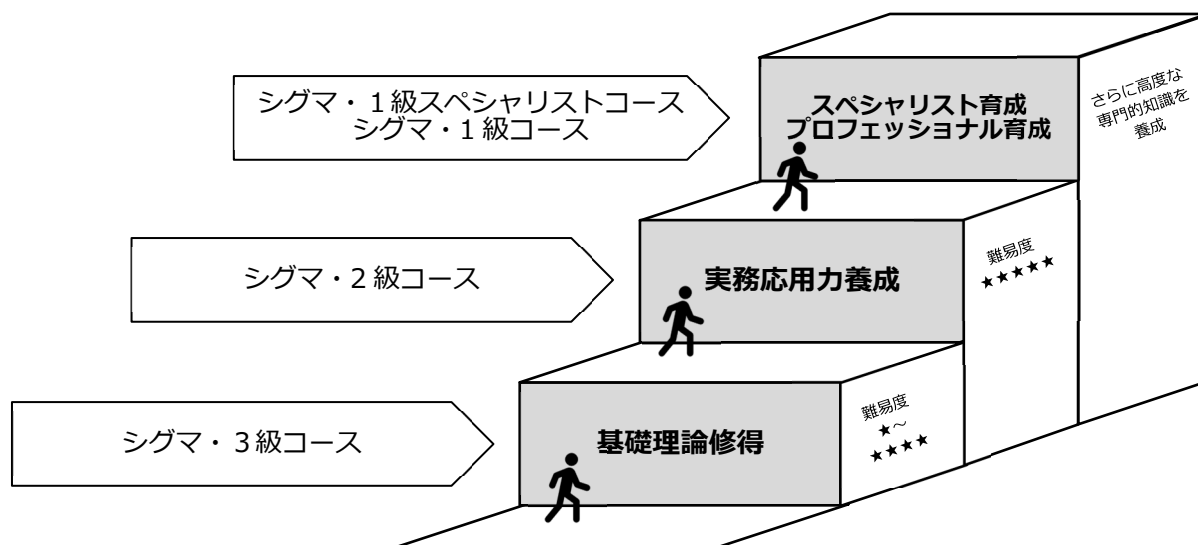 シグマ・１級スペシャリストコース
シグマ・１級コース
スペシャリスト育成
プロフェッショナル育成
さらに高度な
専門的知識を
養成
シグマ・２級コース
実務応用力養成
難易度
★★★★★
シグマ・３級コース
基礎理論修得
難易度
★～
★★★★